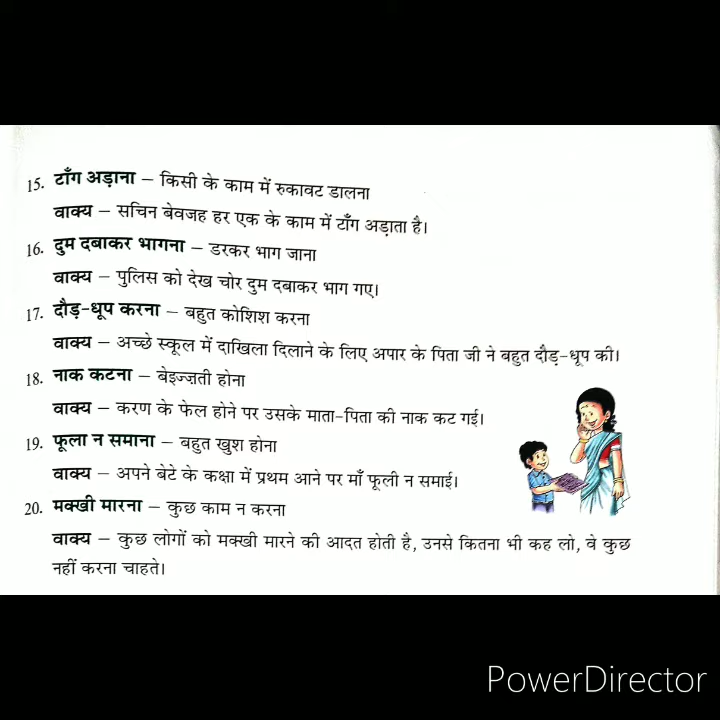 15. टाँग अड़ाना – किसी के काम में रुकावट डालना
वाक्य – सचिन बेवजह हर एक के काम में टाँग अड़ाता है।
16. दुम दबाकर भागना – डरकर भाग जाना
वाक्य – पुलिस को देख चोर दुम दबाकर भाग गए।
17. दौड़-धूप करना – बहुत कोशिश करना
वाक्य – अच्छे स्कूल में दाखिला दिलाने के लिए अपार के पिता जी ने बहुत दौड़-धूप की।
18. नाक कटना – बेइज्ज़ती होना
वाक्य – करण के फेल होने पर उसके माता-पिता की नाक कट गई।
19. फूला न समाना – बहुत खुश होना
वाक्य – अपने बेटे के कक्षा में प्रथम आने पर माँ फूली न समाई।
20. मक्खी मारना – कुछ काम न करना
वाक्य – कुछ लोगों को मक्खी मारने की आदत होती है, उनसे कितना भी कह लो, वे कुछ
नहीं करना चाहते।
PowerDirector